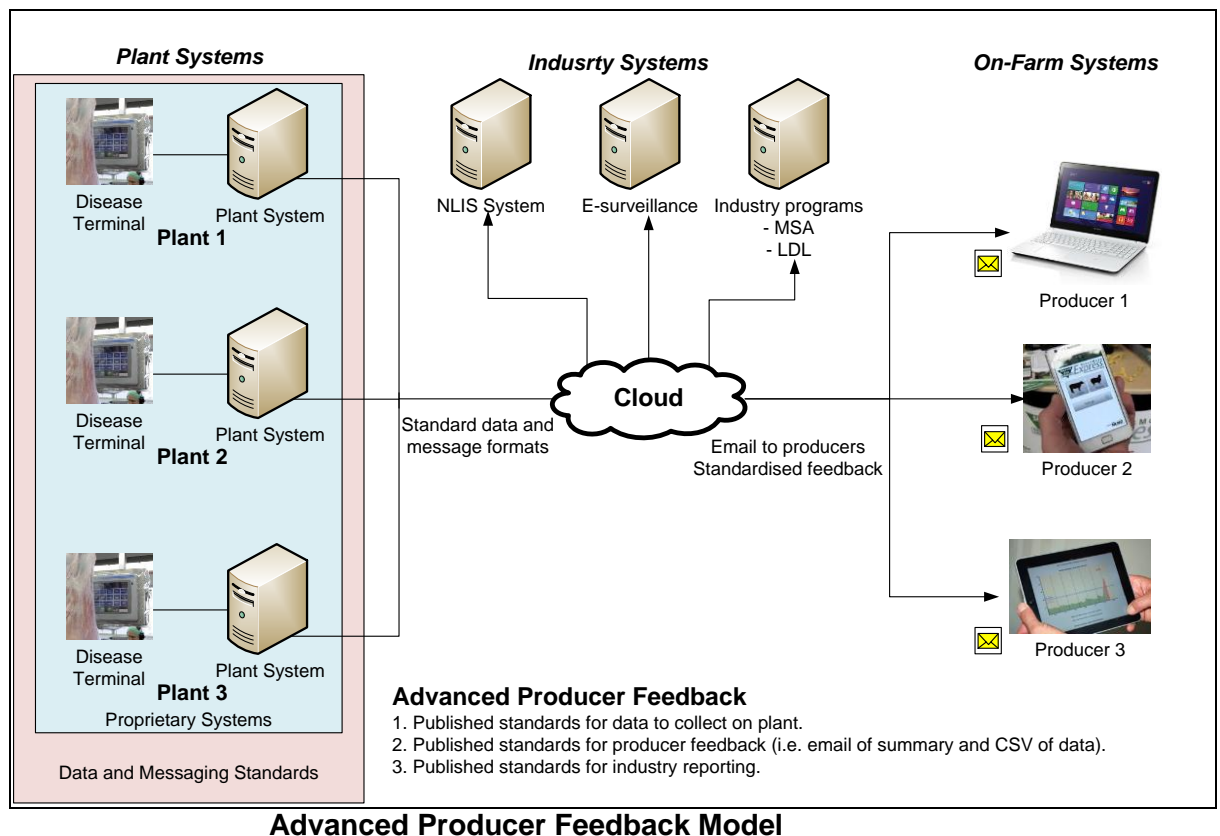 Plant Systems
Indusrty Systems
On-Farm Systems
Disease
Terminal
Plant System
Plant 1
Disease
Terminal
Plant System
Plant 2
Disease
Terminal
Plant System
Plant 3
Proprietary Systems
Data and Messaging Standards
NLIS System
E-surveillance
Industry programs
- MSA
- LDL
Standard data and
message formats
Cloud
Email to producers
Standardised feedback
Producer 1
Express
Producer 2
Producer 3
Advanced Producer Feedback
1. Published standards for data to collect on plant.
2. Published standards for producer feedback (i.e. email of summary and CSV of data).
3. Published standards for industry reporting.
Advanced Producer Feedback Model